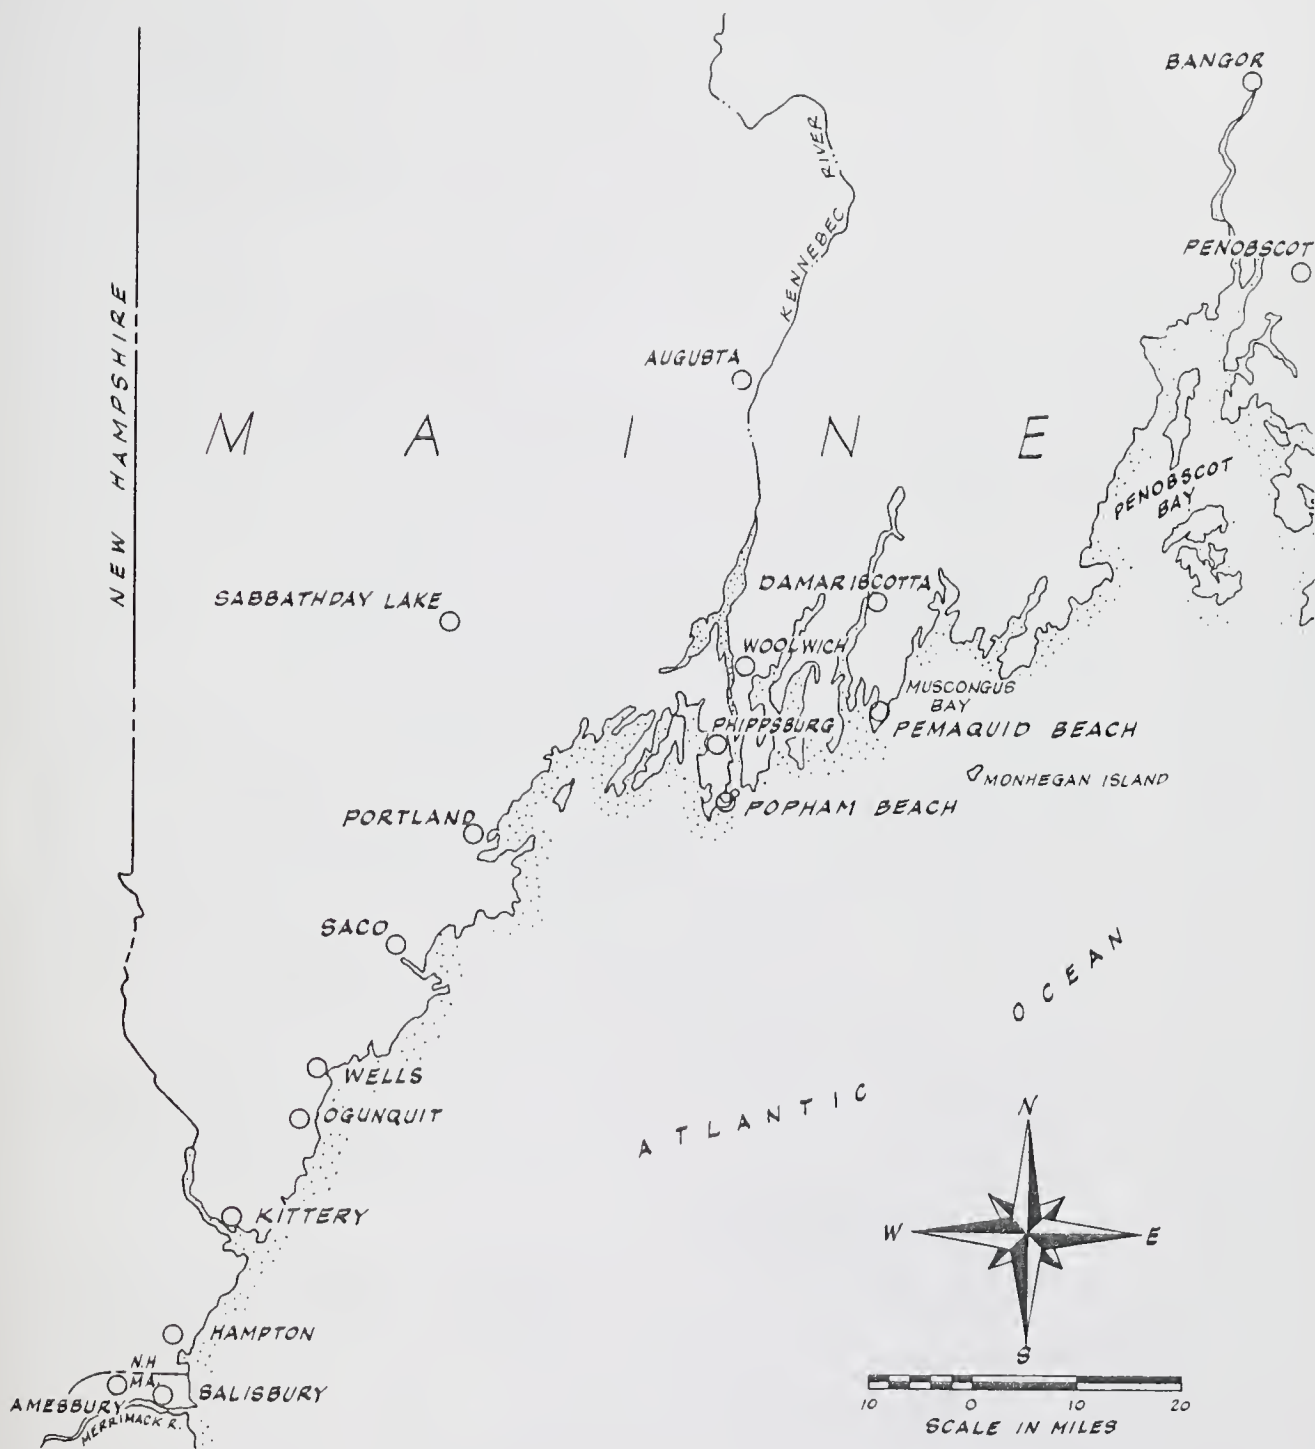 BANGOR
KENNEBEC RIVER
PENOBSCOT
NEW HAMPSHIRE
AUGUSTA
MAINE
PENOBSCOT
BAY
SABBATHDAY LAKE
DAMARISCOTTA
WOOLWICH
MUSCONGUS
BAY
PHIPPSBURG
PEMAQUID BEACH
MONHEGAN ISLAND
POPHAM BEACH
PORTLAND
SACO
ATLANTIC OCEAN
WELLS
OGUNQUIT
KITTERY
N
W
E
S
HAMPTON
N.H
MA.
SALISBURY
AMESBURY
MERRIMACK R.
10 0 10 20
SCALE IN MILES